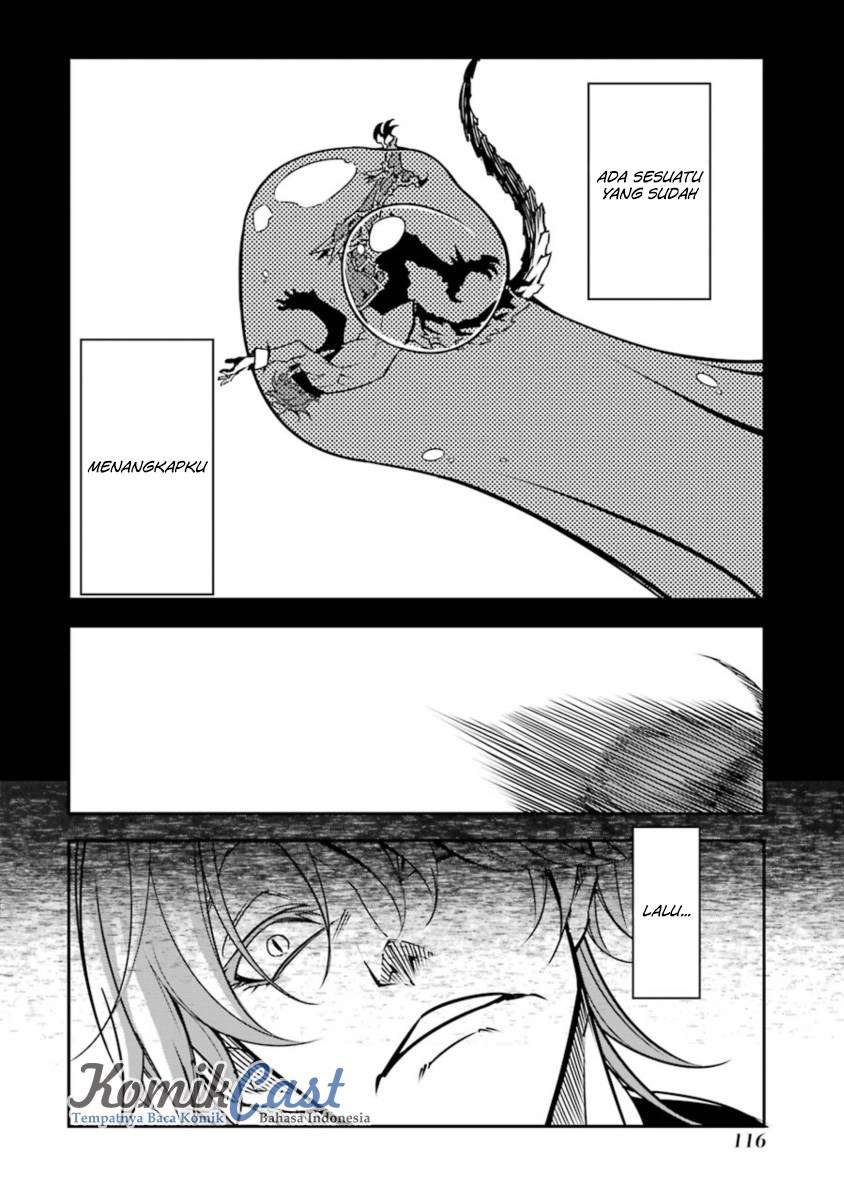 ADA SESUATU
YANG SUDAH
MENANGKAPKU
LALU...
KomikCast
Tempatnya Baca Komik Bahasa Indonesia
116